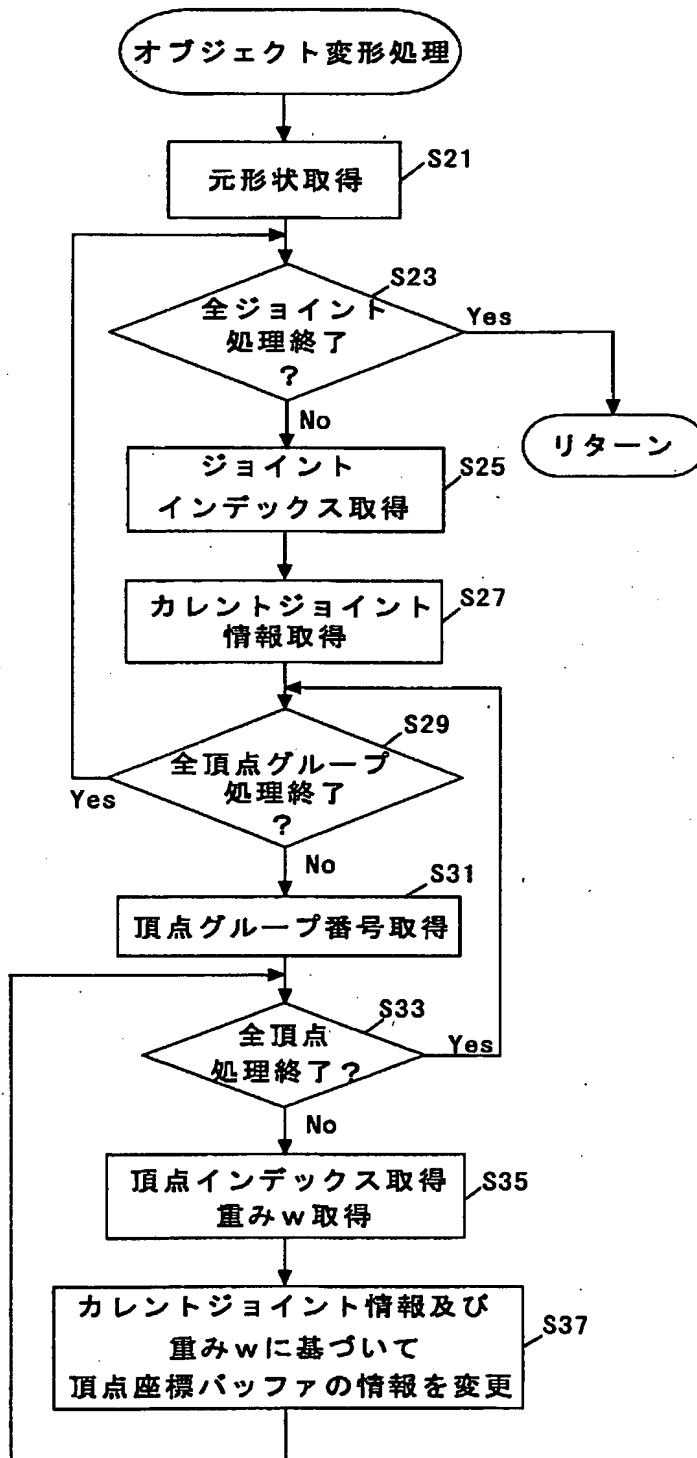 オブジェクト変形処理
S21
元形状取得
S23
全ジョイント
処理終了
?
Yes
No
リターン
ジョイント
インデックス取得
S25
カレントジョイント
情報取得
S27
S29
全頂点グループ
処理終了
?
Yes
No
S31
頂点グループ番号取得
S33
全頂点
処理終了?
Yes
No
頂点インデックス取得
重みw取得
S35
カレントジョイント情報及び
重みwに基づいて
頂点座標バッファの情報を変更
S37